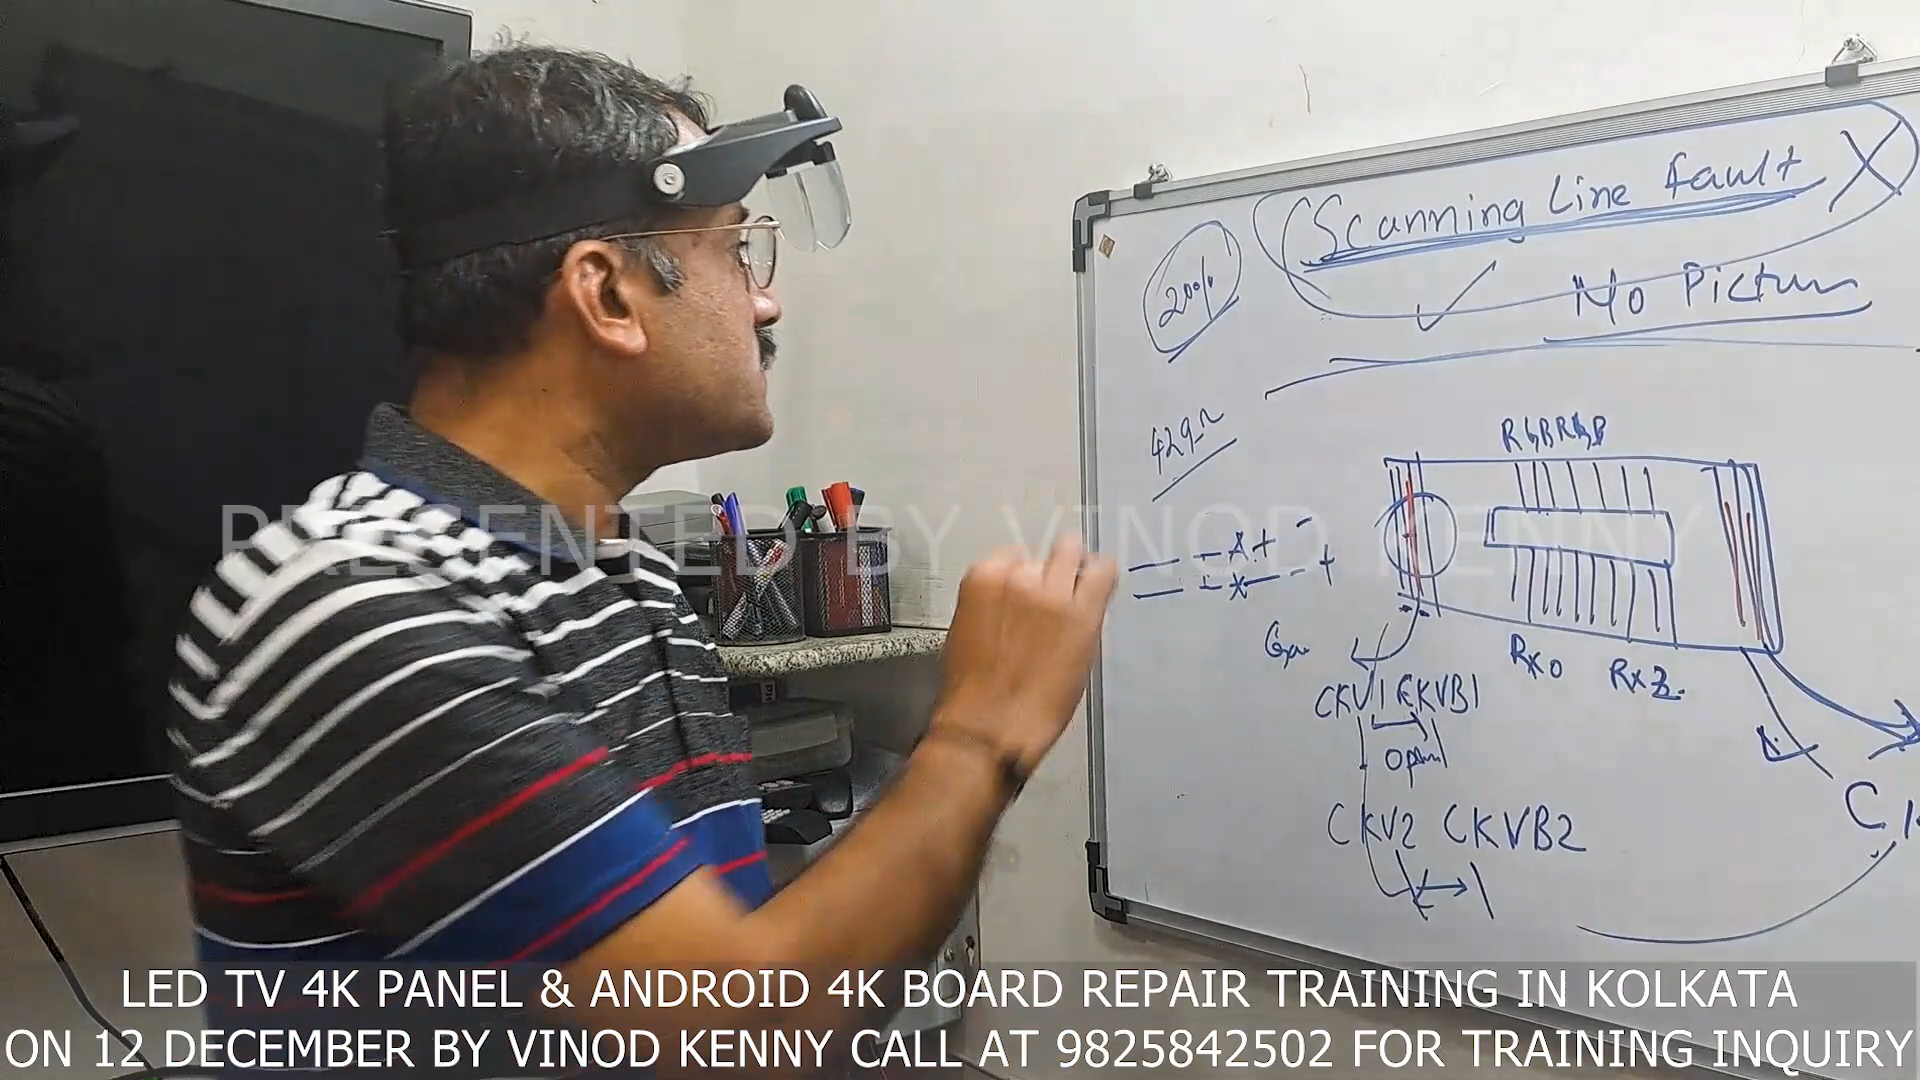 Scanning Line Fault X
20%
No Picture
429Ω
RGBRGB
PRESENTED BY VINOD KENNY
A+
+
RX0 RX2
CKV1 CKVB1
open
CKV2 CKVB2
C
LED TV 4K PANEL & ANDROID 4K BOARD REPAIR TRAINING IN KOLKATA
ON 12 DECEMBER BY VINOD KENNY CALL AT 9825842502 FOR TRAINING INQUIRY